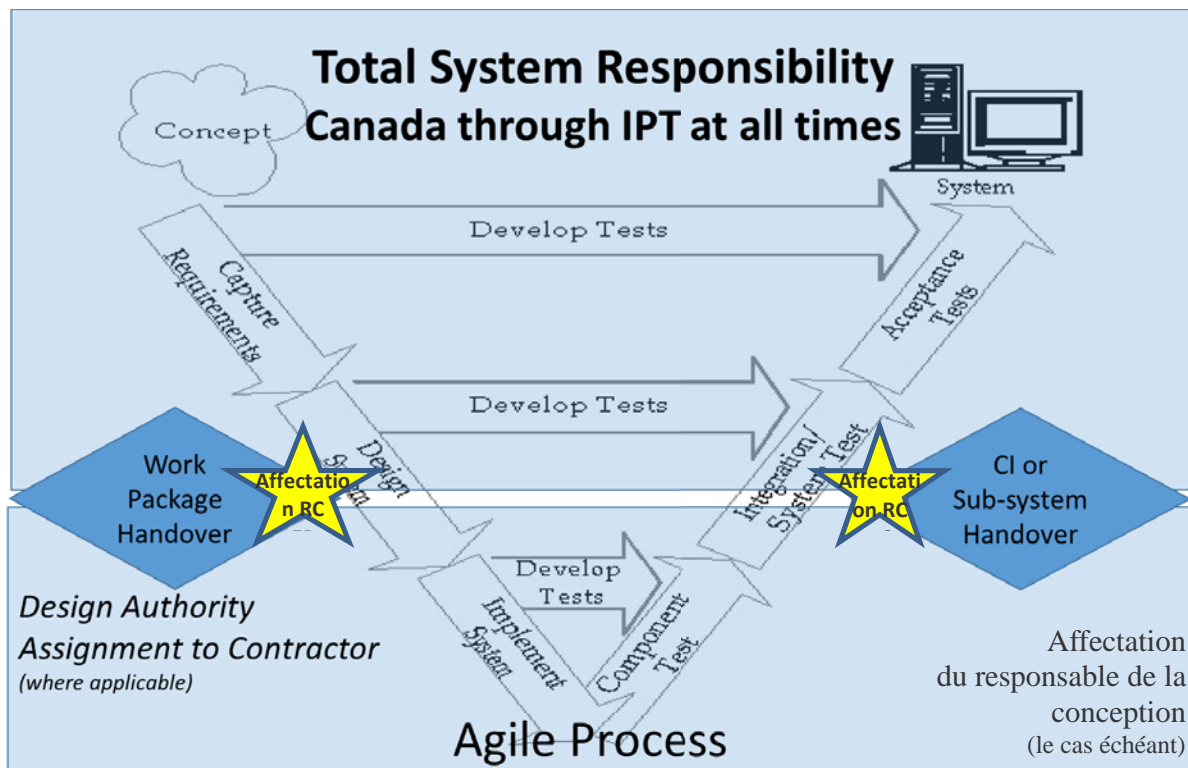 Total System Responsibility
Canada through IPT at all times
Concept
System
Develop Tests
Capture
Requirements
Acceptance
Tests
Develop Tests
Design
System
Integration/
System Test
Work
Package
Handover
Affectatio
n RC
Affectati
on RC
CI or
Sub-system
Handover
Develop
Tests
Implement
System
Component
Test
Design Authority
Assignment to Contractor
(where applicable)
Affectation
du responsable de la
conception
(le cas échéant)
Agile Process